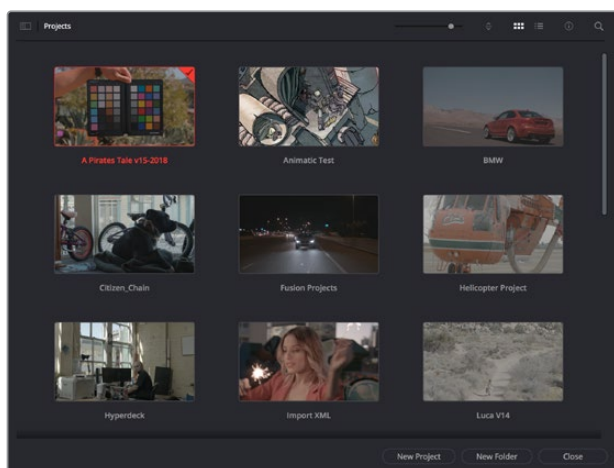 Projects
A Pirates Tale v15-2018
Animatic Test
BMW
Citizen_Chain
Fusion Projects
Helicopter Project
Hyperdeck
Import XML
Luca V14
New Project
New Folder
Close